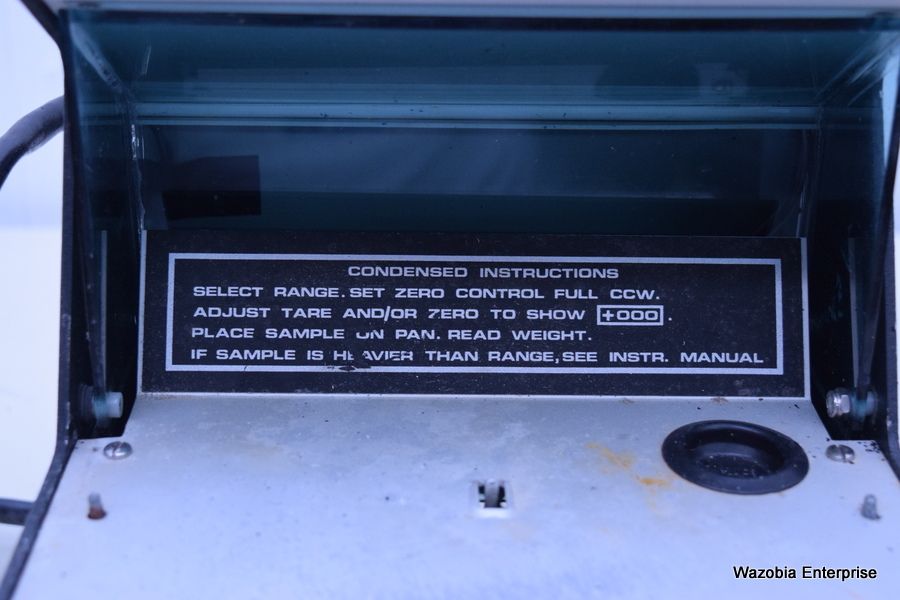 CONDENSED INSTRUCTIONS
SELECT RANGE. SET ZERO CONTROL FULL CCW.
ADJUST TARE AND/OR ZERO TO SHOW +000.
PLACE SAMPLE ON PAN. READ WEIGHT.
IF SAMPLE IS HEAVIER THAN RANGE, SEE INSTR. MANUAL
Wazobia Enterprise